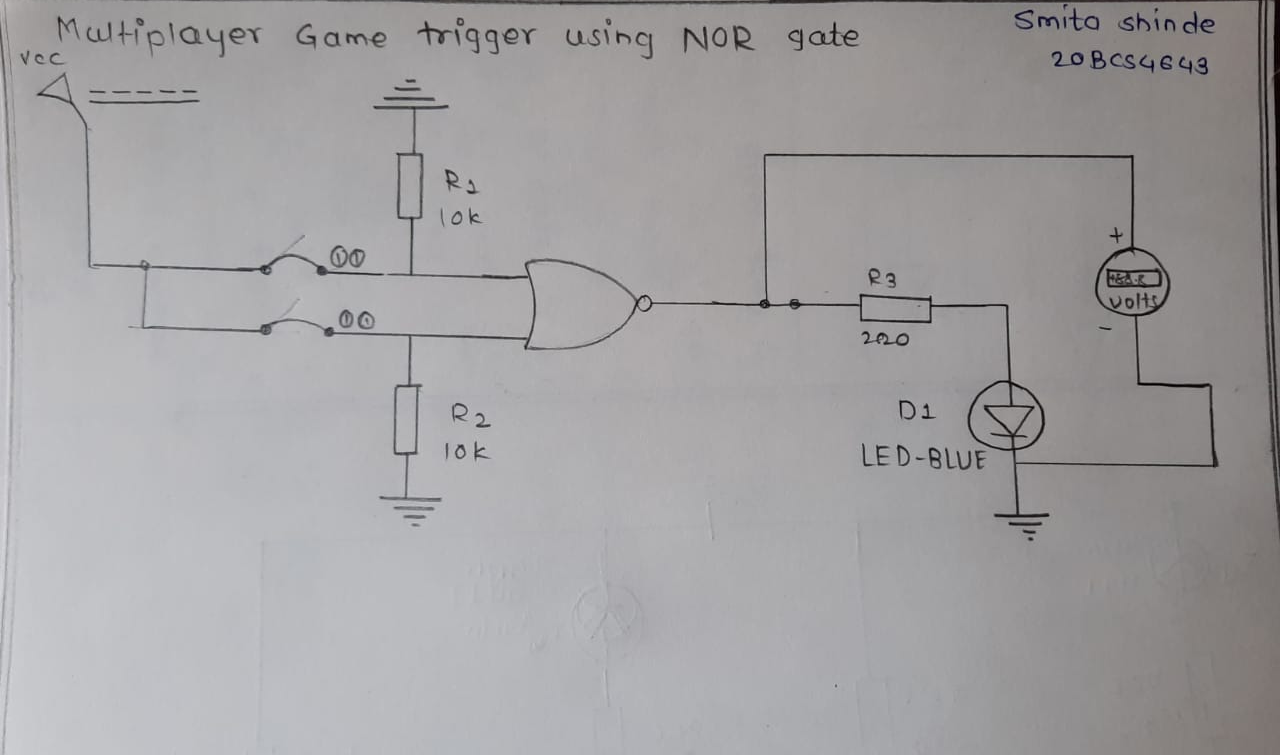 Multiplayer Game trigger using NOR gate
Smita shinde
20BCS4643
vcc
R1
10k
R2
10k
R3
220
+
volts
-
D1
LED-BLUE